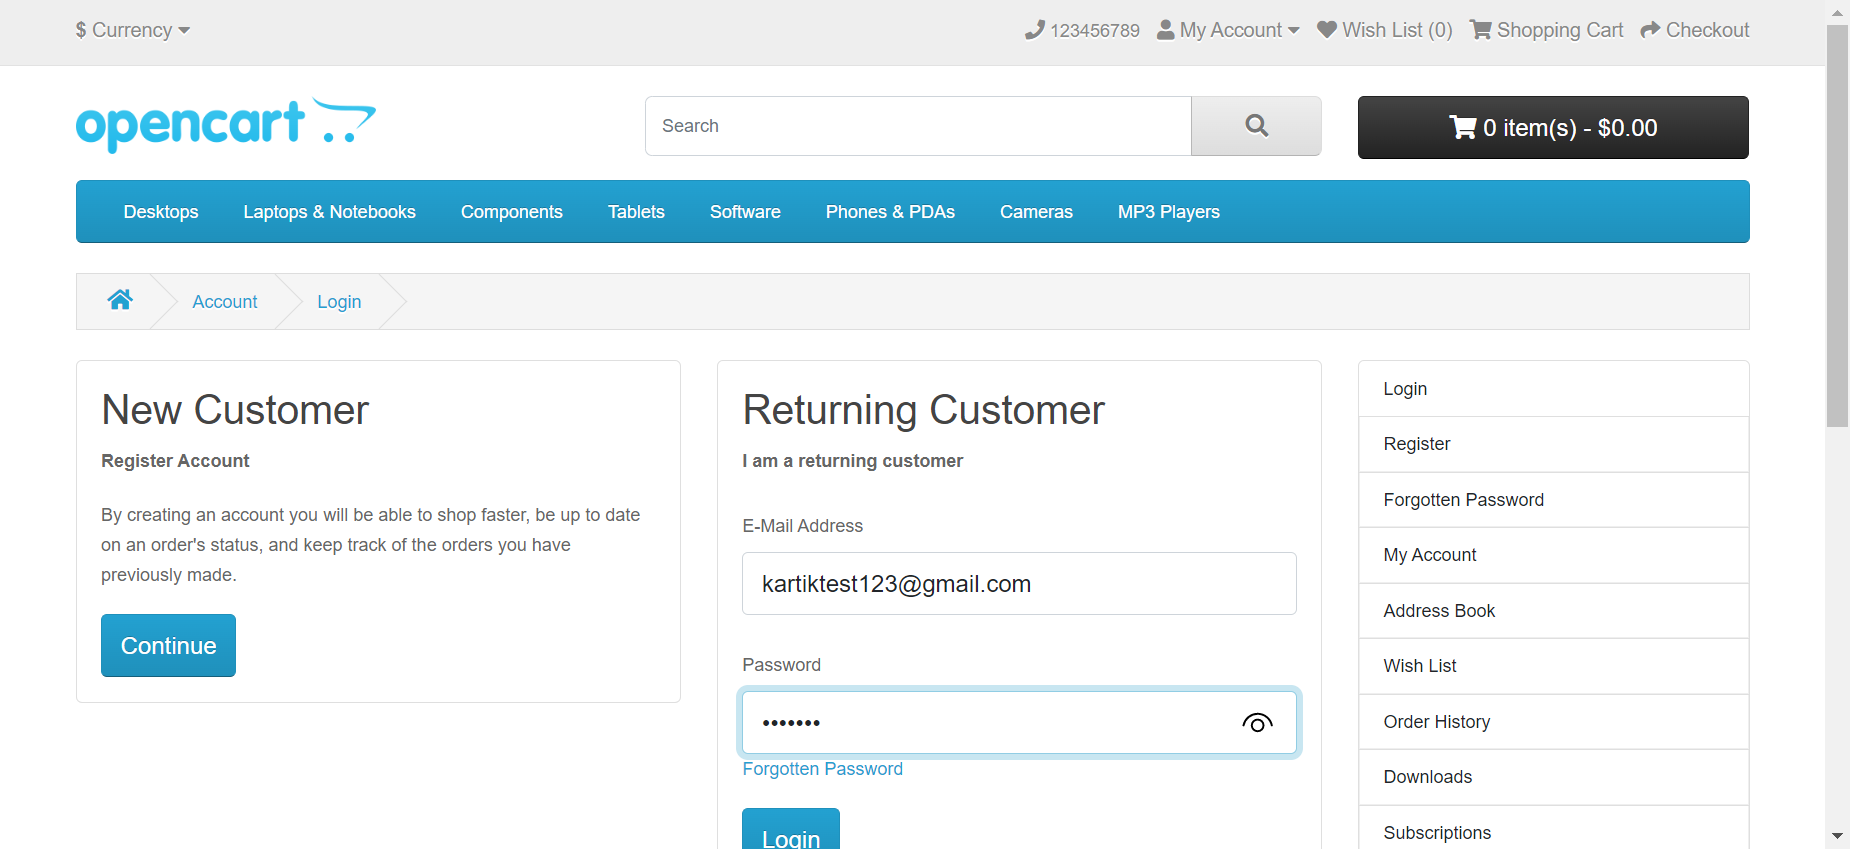 $ Currency
123456789 My Account Wish List (0) Shopping Cart Checkout
opencart
Search
0 item(s) - $0.00
Desktops Laptops & Notebooks Components Tablets Software Phones & PDAs Cameras MP3 Players
Account Login
New Customer
Register Account
By creating an account you will be able to shop faster, be up to date
on an order's status, and keep track of the orders you have
previously made.
Continue
Returning Customer
I am a returning customer
E-Mail Address
kartiktest123@gmail.com
Password
•••••••
Forgotten Password
Login
Login
Register
Forgotten Password
My Account
Address Book
Wish List
Order History
Downloads
Subscriptions